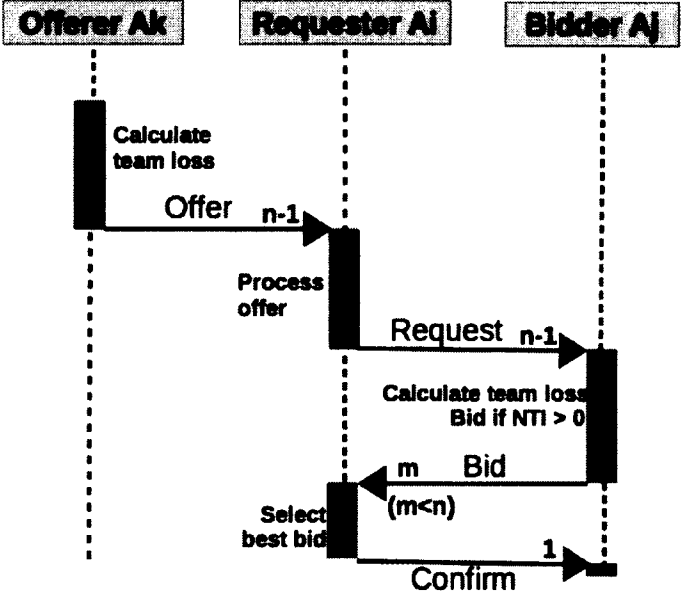 Offerer Ak
Requester Ai
Bidder Aj
Calculate
team loss
Offer
n-1
Process
offer
Request
n-1
Calculate team loss
Bid if NTI > 0
m
Bid
(m<n)
Select
best bid
1
Confirm